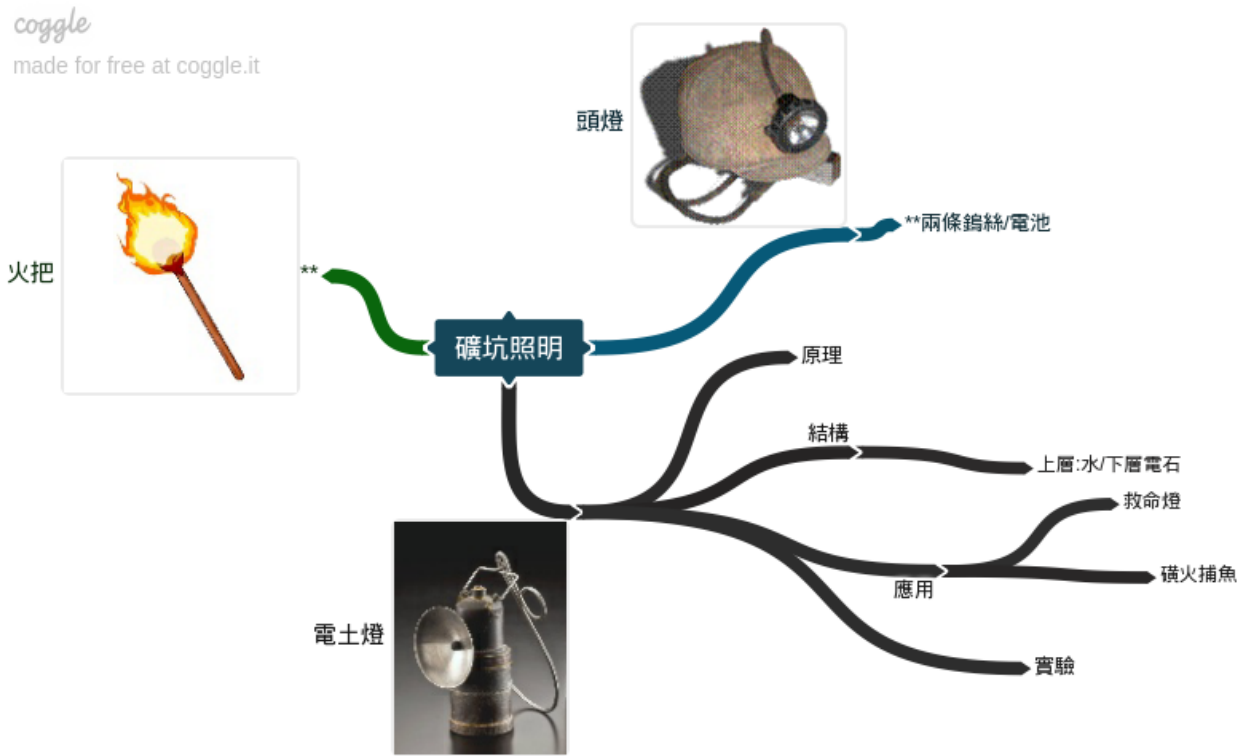 coggle
made for free at coggle.it
頭燈
**兩條鎢絲/電池
火把
**
礦坑照明
原理
結構
上層:水/下層電石
救命燈
磺火捕魚
應用
電土燈
實驗